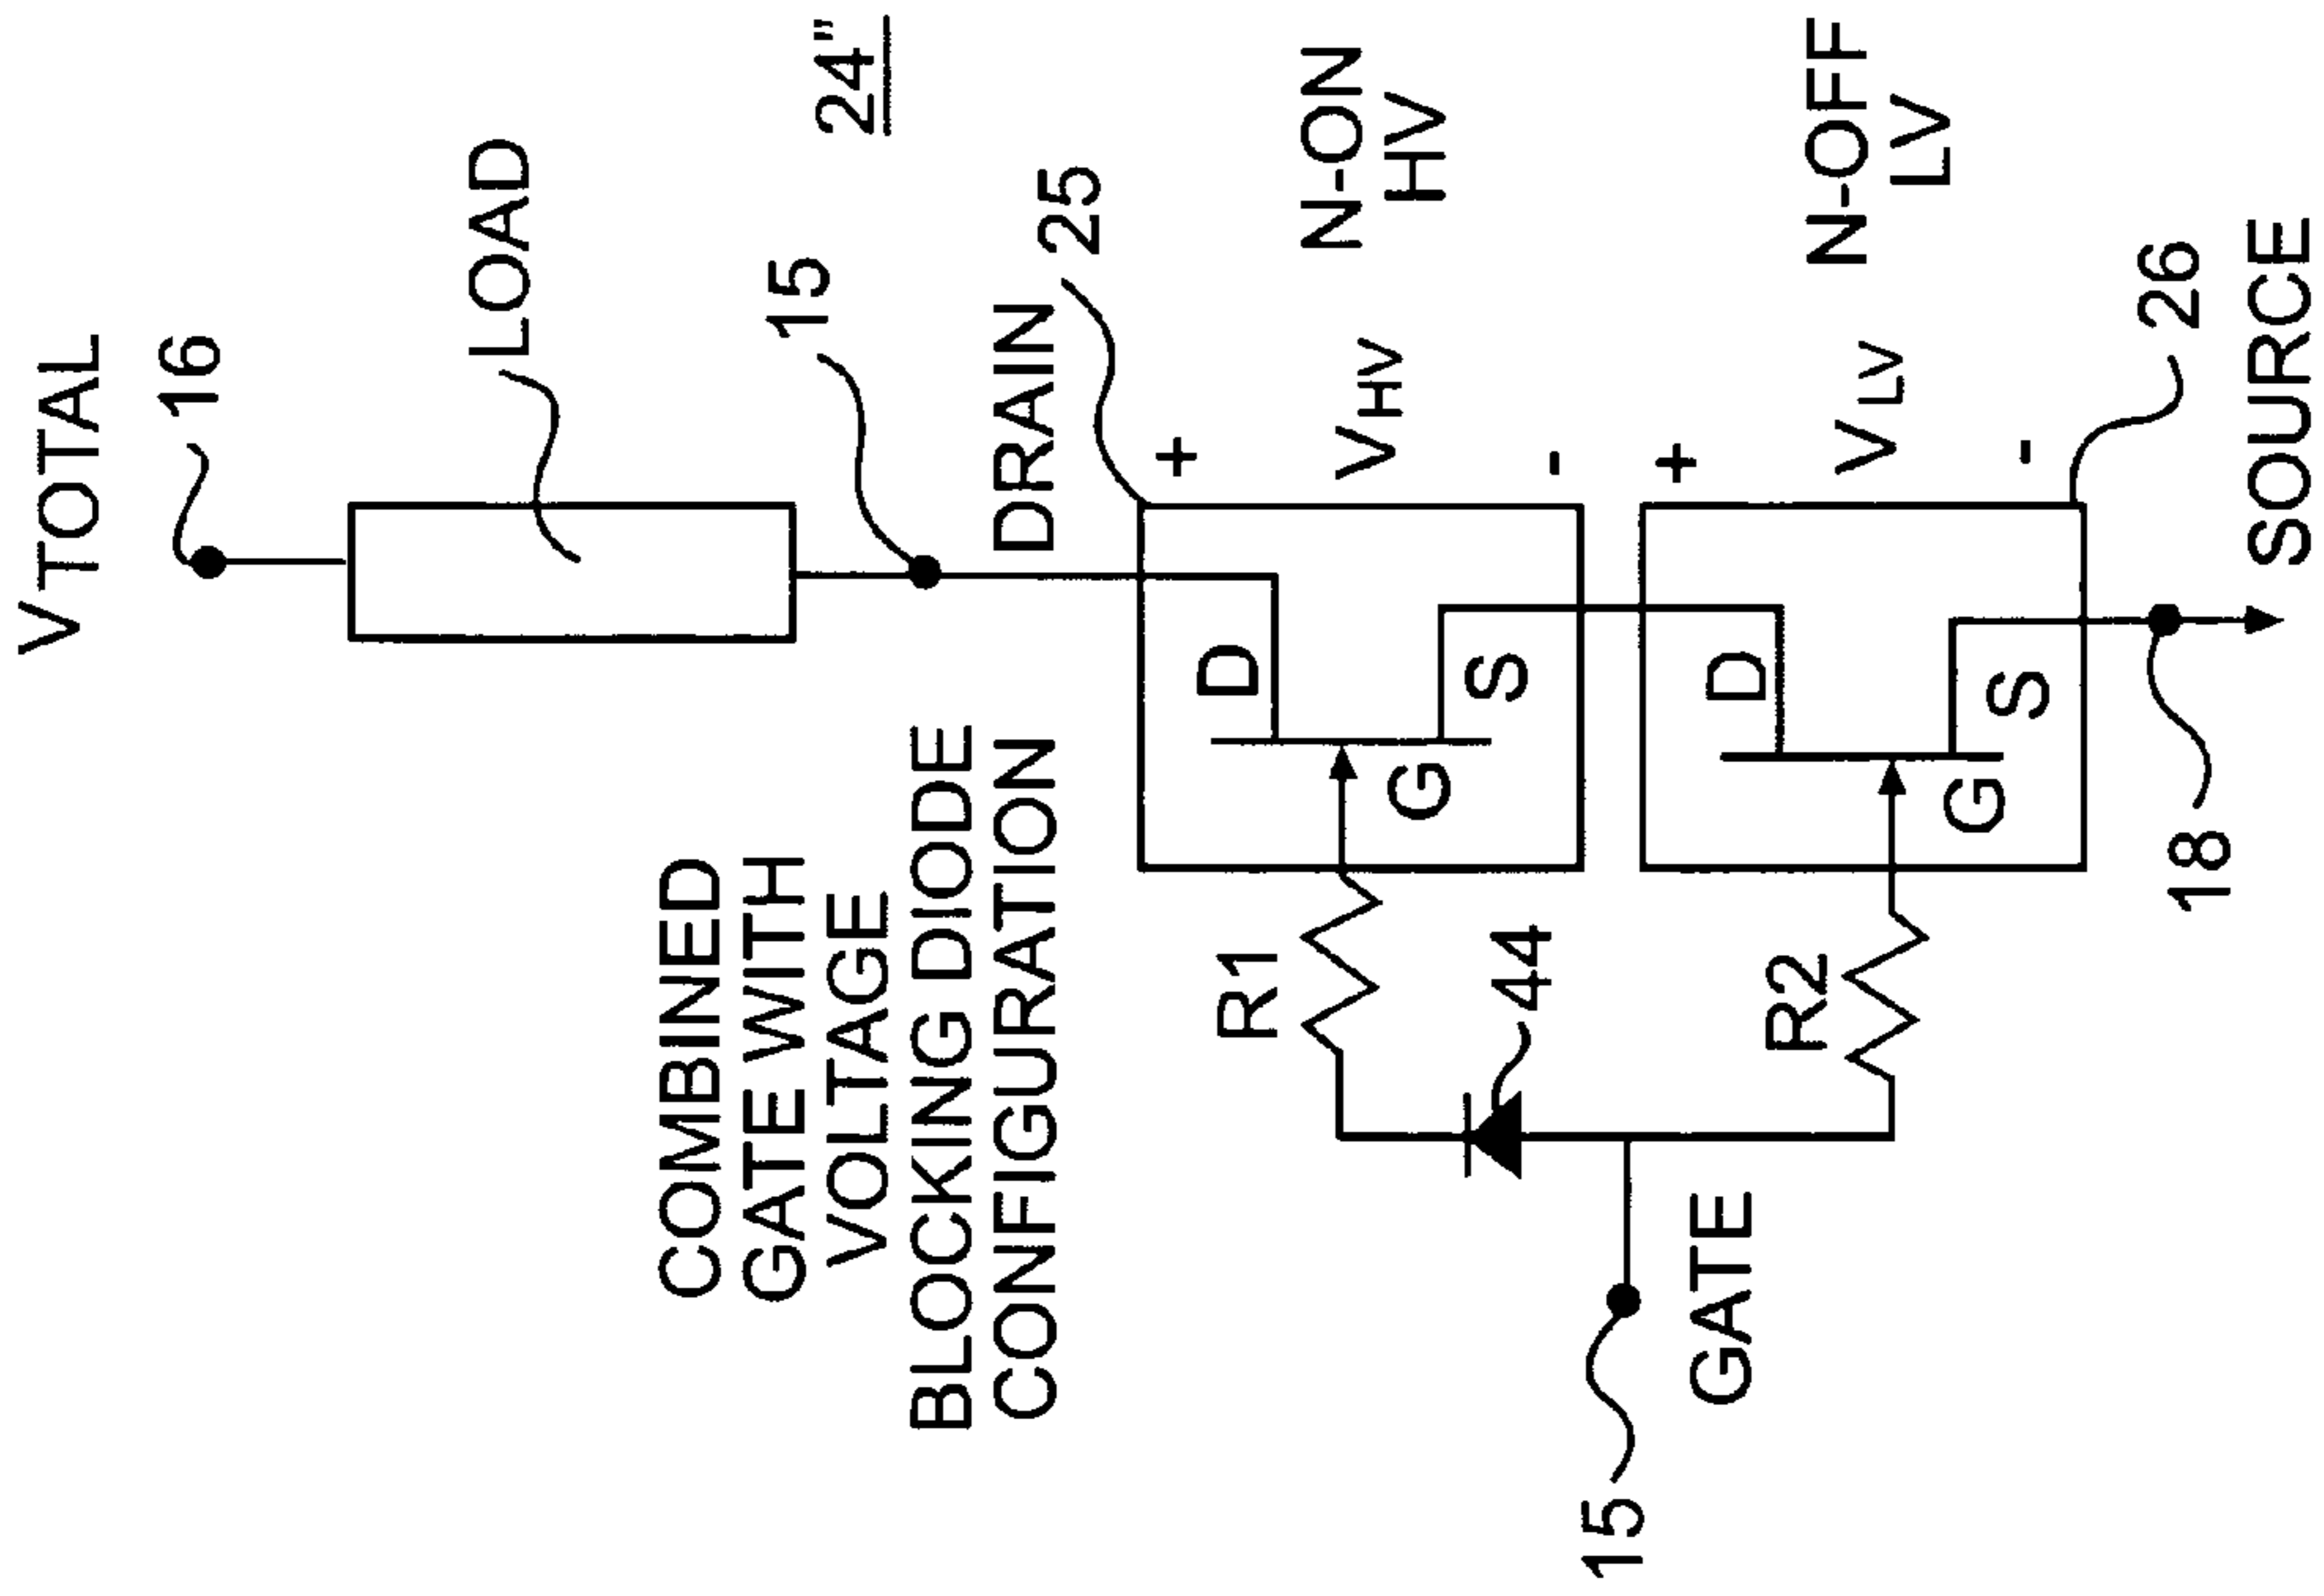 V TOTAL
16
LOAD
24"
15
DRAIN
25
COMBINED
GATE WITH
VOLTAGE
BLOCKING DIODE
CONFIGURATION
+
D
N-ON
HV
VHV
R1
G
S
-
44
+
D
N-OFF
LV
VLV
R2
G
S
-
15
GATE
26
18
SOURCE